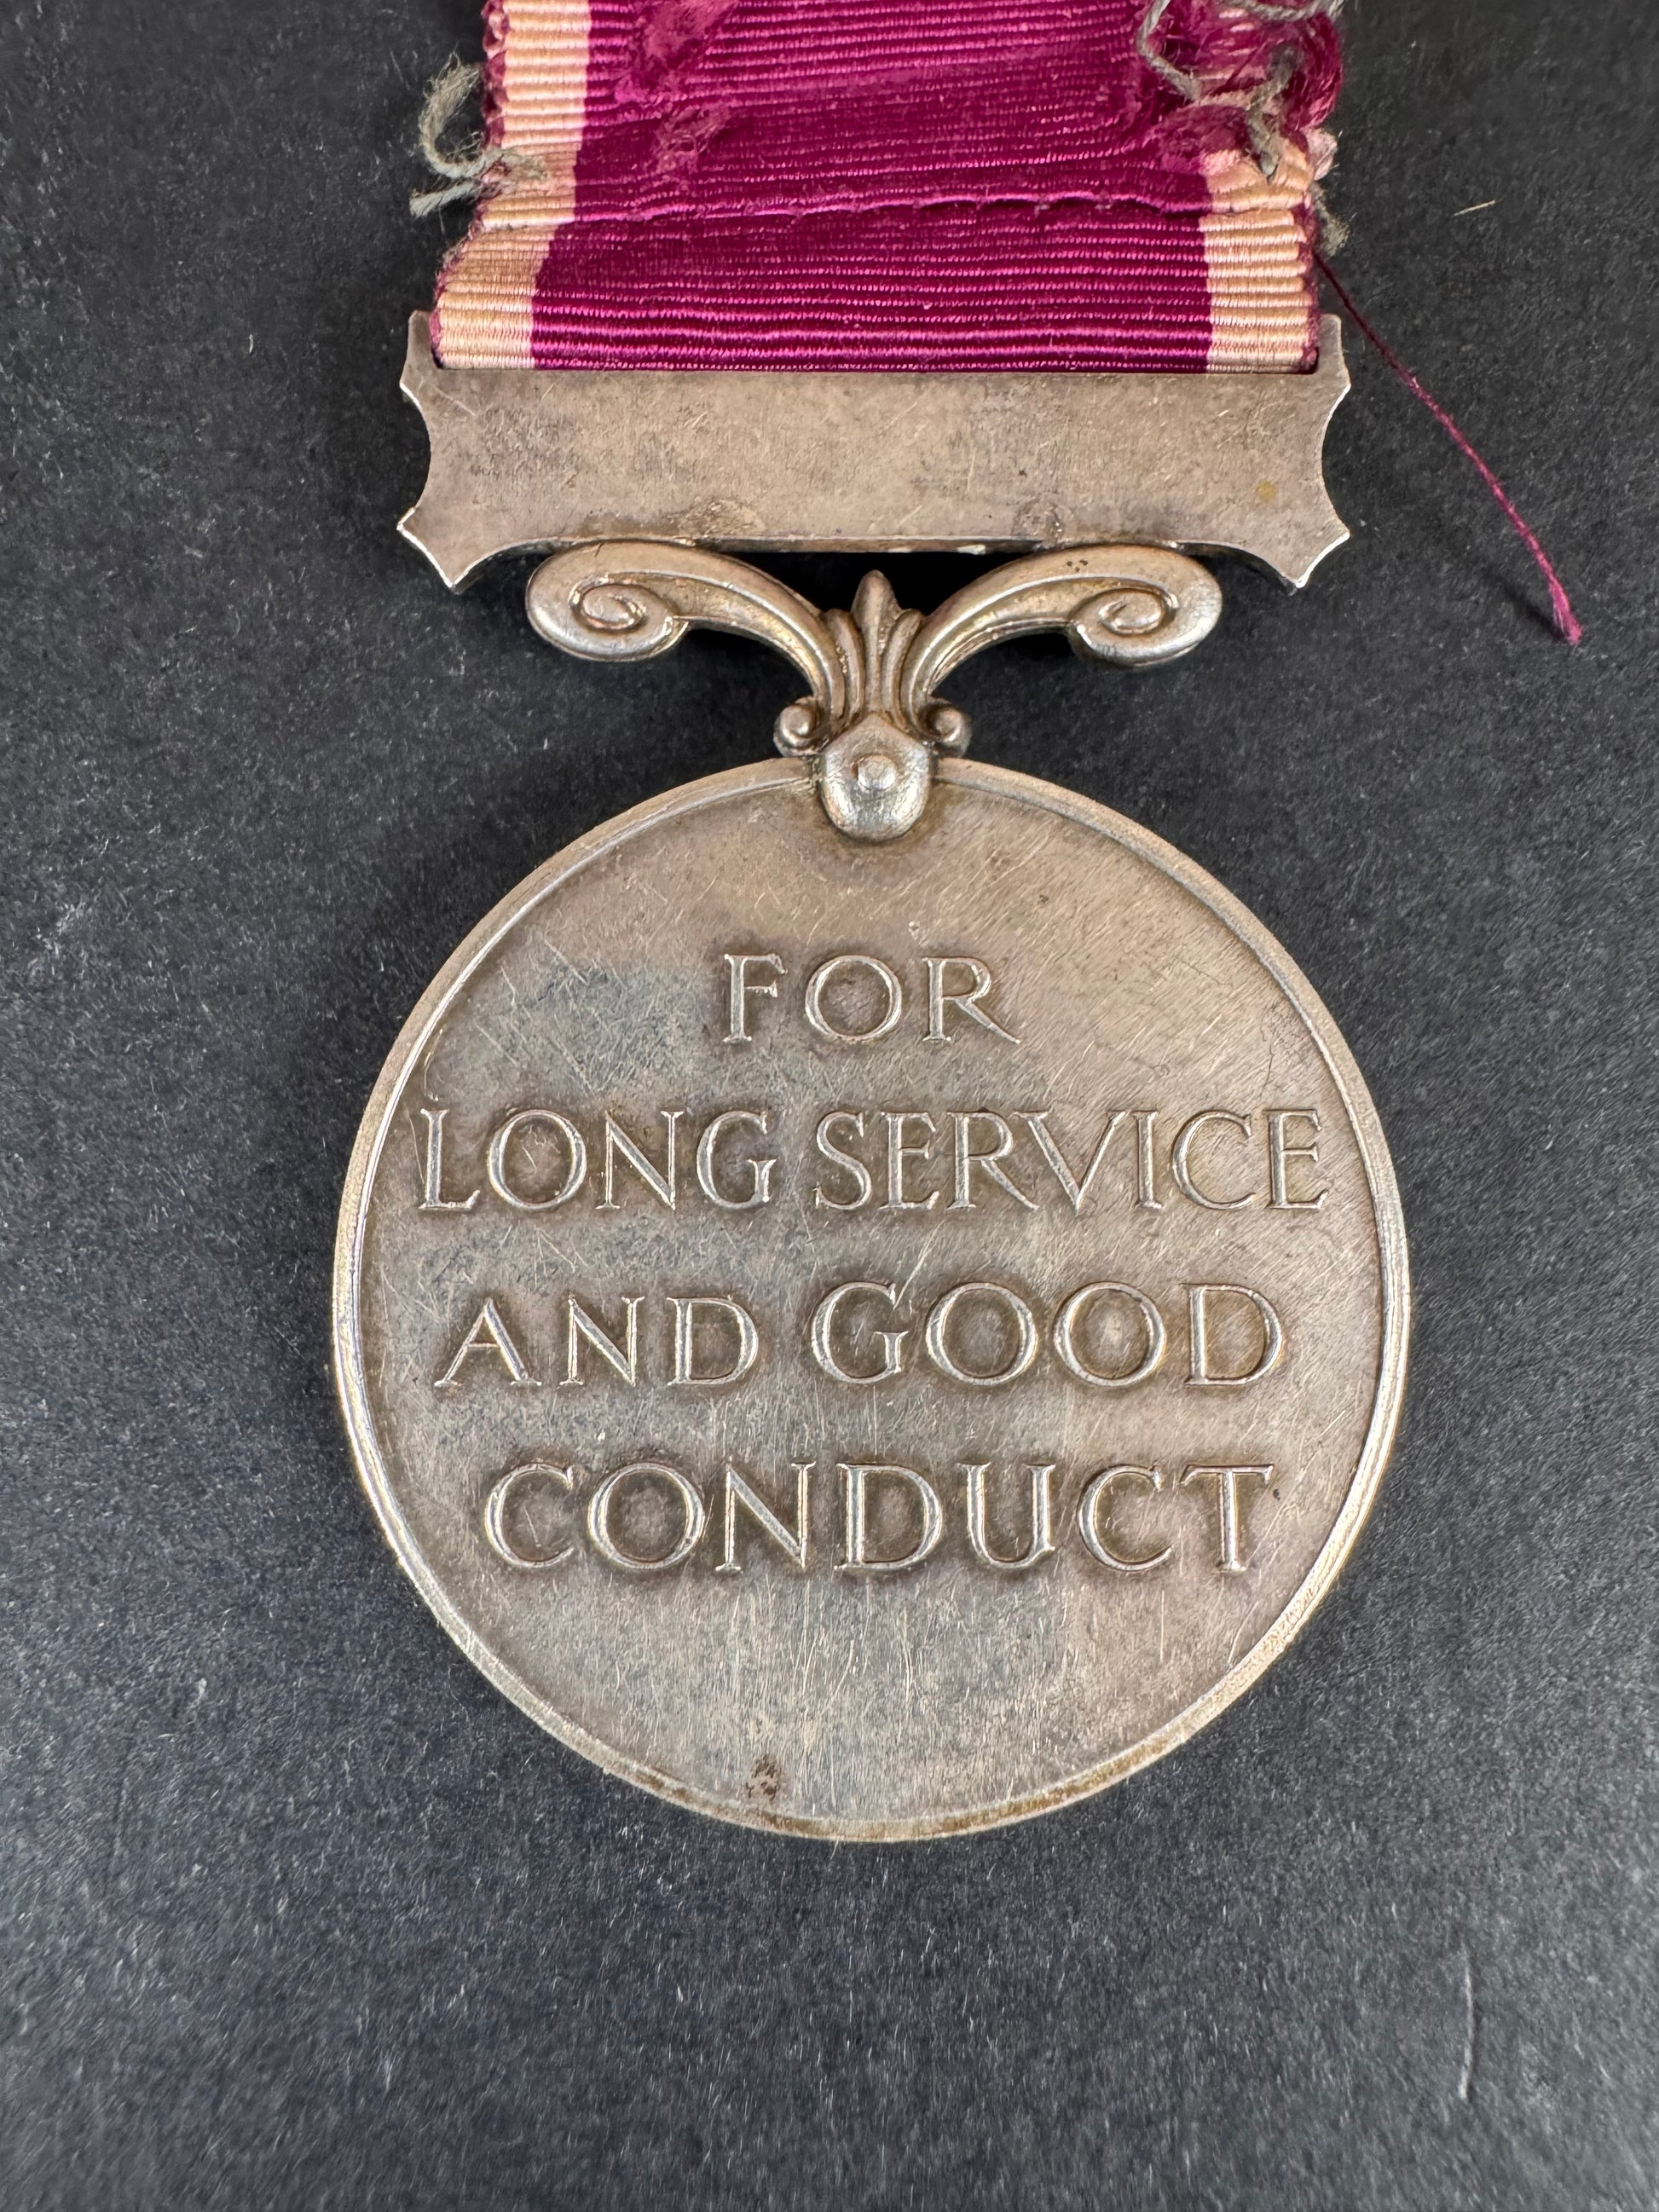 FOR
LONG SERVICE
AND GOOD
CONDUCT